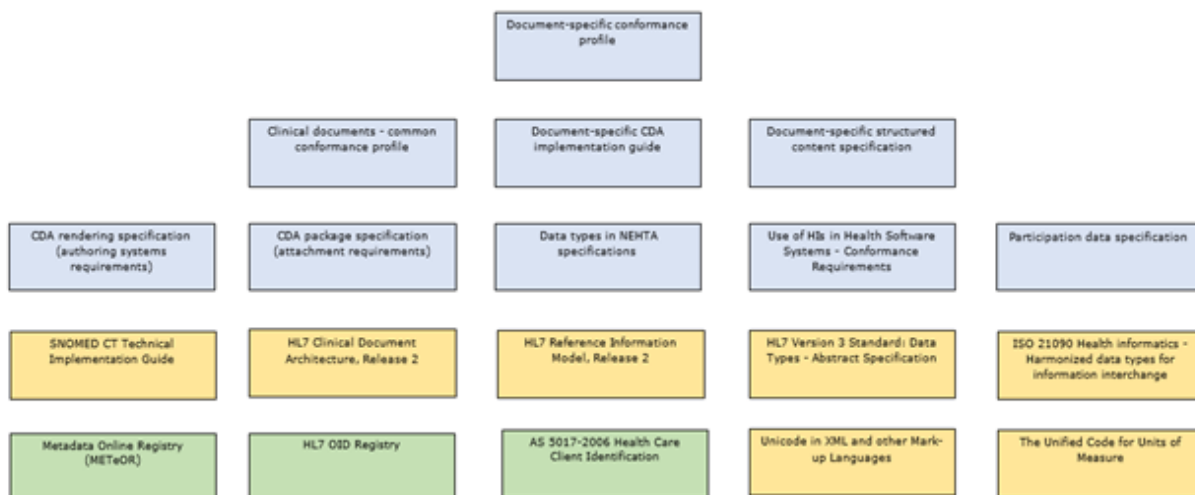 Document-specific conformance
profile
Clinical documents - common
conformance profile
Document-specific CDA
implementation guide
Document-specific structured
content specification
CDA rendering specification
(authoring systems
requirements)
CDA package specification
(attachment requirements)
Data types in NEHTA
specifications
Use of HIs in Health Software
Systems - Conformance
Requirements
Participation data specification
SNOMED CT Technical
Implementation Guide
HL7 Clinical Document
Architecture, Release 2
HL7 Reference Information
Model, Release 2
HL7 Version 3 Standard: Data
Types - Abstract Specification
ISO 21090 Health informatics -
Harmonized data types for
information interchange
Metadata Online Registry
(METeOR)
HL7 OID Registry
AS 5017-2006 Health Care
Client Identification
Unicode in XML and other Mark-
up Languages
The Unified Code for Units of
Measure